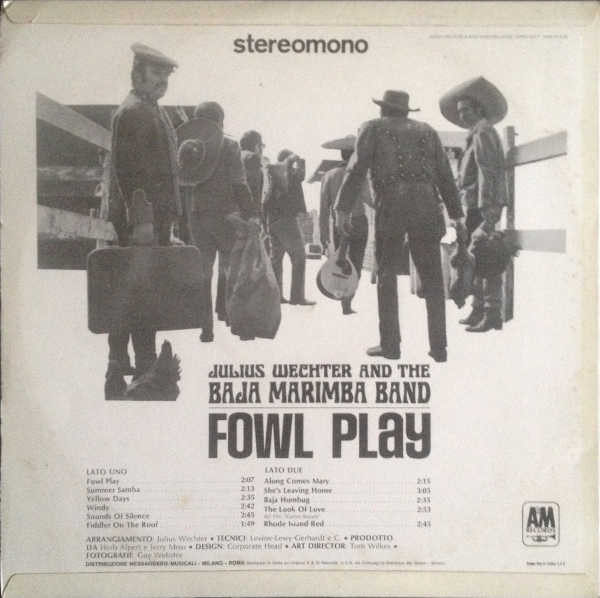 stereomono
JULIUS WECHTER AND THE
BAJA MARIMBA BAND
FOWL PLAY
LATO UNO
Fowl Play 2:07
Summer Samba 2:13
Yellow Days 2:35
Windy 2:42
Sounds Of Silence 2:45
Fiddler On The Roof 1:49
LATO DUE
Along Comes Mary 2:15
She's Leaving Home 3:05
Baja Humbug 2:35
The Look Of Love 2:53
Rhode Island Red 2:45
ARRANGIAMENTO: Julius Wechter • TECNICI: Levine-Lewy-Gerhardt e C. • PRODOTTO
DA Herb Alpert e Jerry Moss • DESIGN: Corporate Head • ART DIRECTOR: Tom Wilkes •
FOTOGRAFIE: Guy Webster
DISTRIBUZIONE MESSAGGERIE MUSICALI - MILANO - ROMA
AM
RECORDS